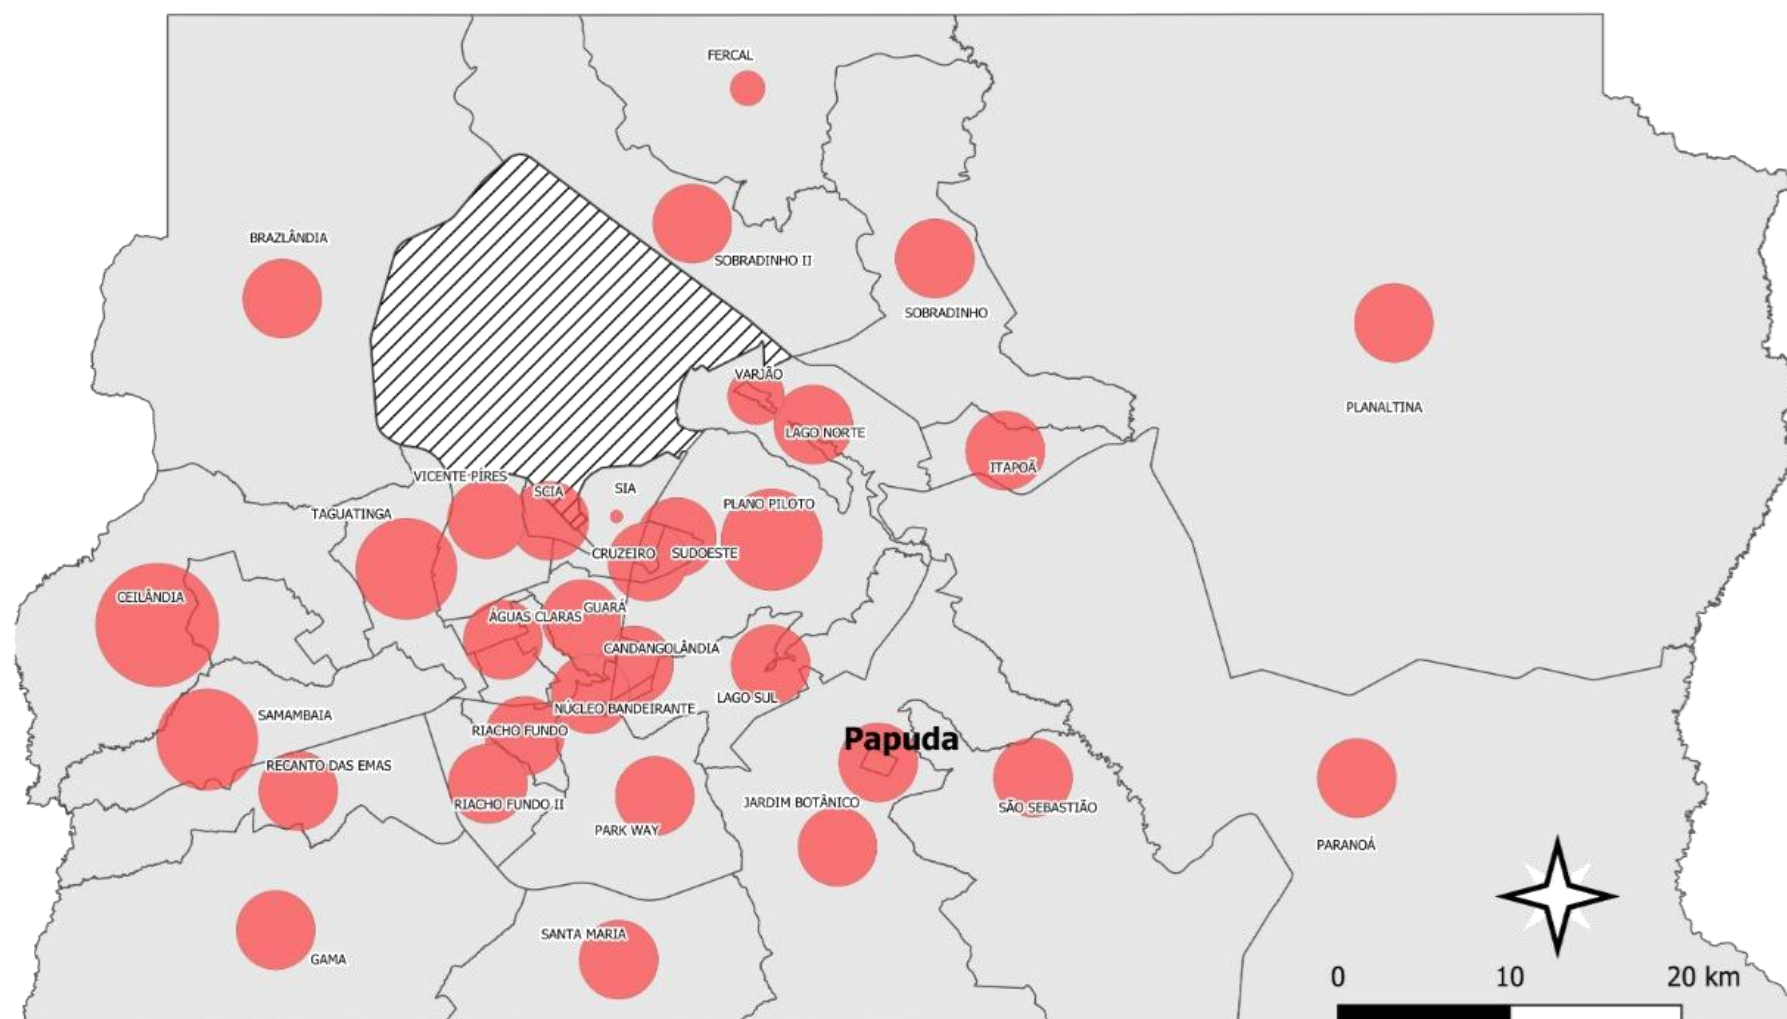 FERCAL
BRAZLÂNDIA
SOBRADINHO II
SOBRADINHO
VARJÃO
PLANALTINA
LAGO NORTE
ITAPOÃ
VICENTE PÍRES
SCIA
SIA
PLANO PILOTO
TAGUATINGA
CRUZEIRO
SUDOESTE
CEILÂNDIA
ÁGUAS CLARAS
GUARÁ
CANDANGOLÂNDIA
LAGO SUL
NÚCLEO BANDEIRANTE
SAMAMBAIA
RIACHO FUNDO
Papuda
RECANTO DAS EMAS
RIACHO FUNDO II
JARDIM BOTÂNICO
SÃO SEBASTIÃO
PARK WAY
PARANOÁ
SANTA MARIA
GAMA
0 10 20 km